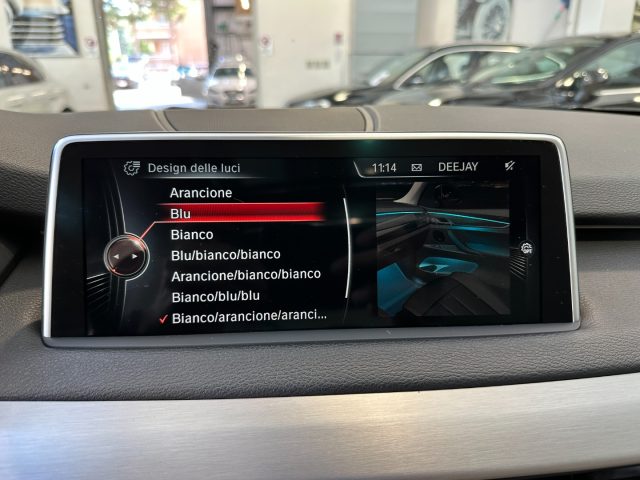 Design delle luci
11:14 DEEJAY
Arancione
Blu
Bianco
Blu/bianco/bianco
Arancione/bianco/bianco
Bianco/blu/blu
Bianco/arancione/aranci...